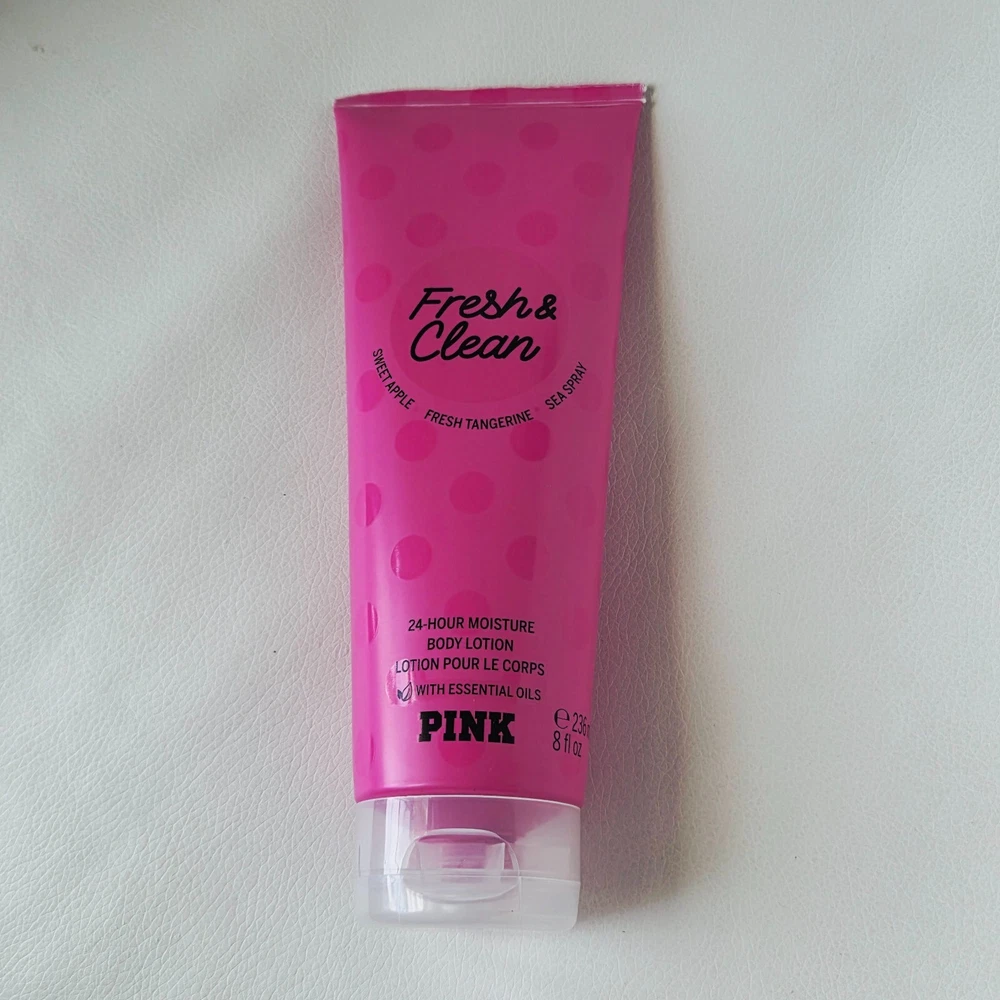 Fresh &
Clean
SWEET APPLE FRESH TANGERINE SEA SPRAY
24-HOUR MOISTURE
BODY LOTION
LOTION POUR LE CORPS
WITH ESSENTIAL OILS
PINK
℮ 236
8 fl oz